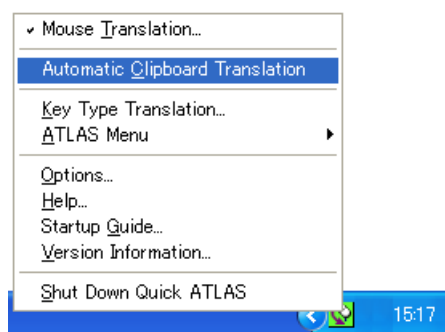 Mouse Translation...
Automatic Clipboard Translation
Key Type Translation...
ATLAS Menu
Options...
Help...
Startup Guide...
Version Information...
Shut Down Quick ATLAS
15:17